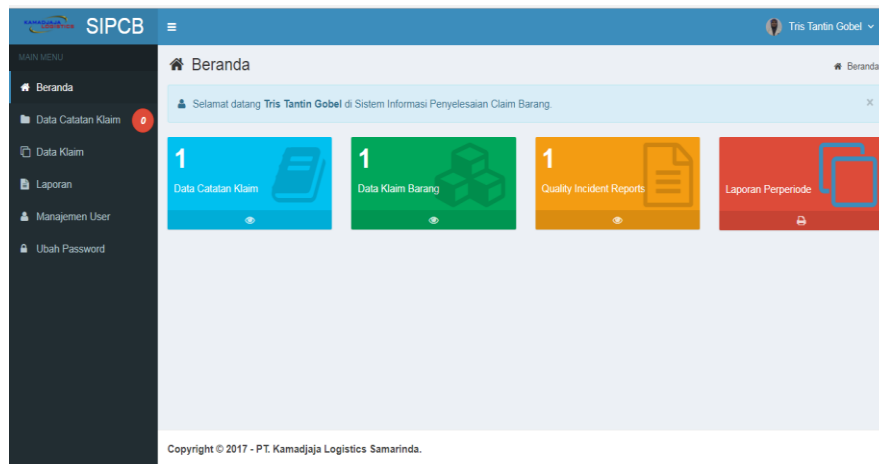 KAMADJAJA
LOGISTICS
SIPCB
Tris Tantin Gobel
MAIN MENU
Beranda
Data Catatan Klaim 0
Data Klaim
Laporan
Manajemen User
Ubah Password
Beranda
Beranda
Selamat datang Tris Tantin Gobel di Sistem Informasi Penyelesaian Claim Barang.
×
1
Data Catatan Klaim
1
Data Klaim Barang
1
Quality Incident Reports
Laporan Perperiode
Copyright © 2017 - PT. Kamadjaja Logistics Samarinda.